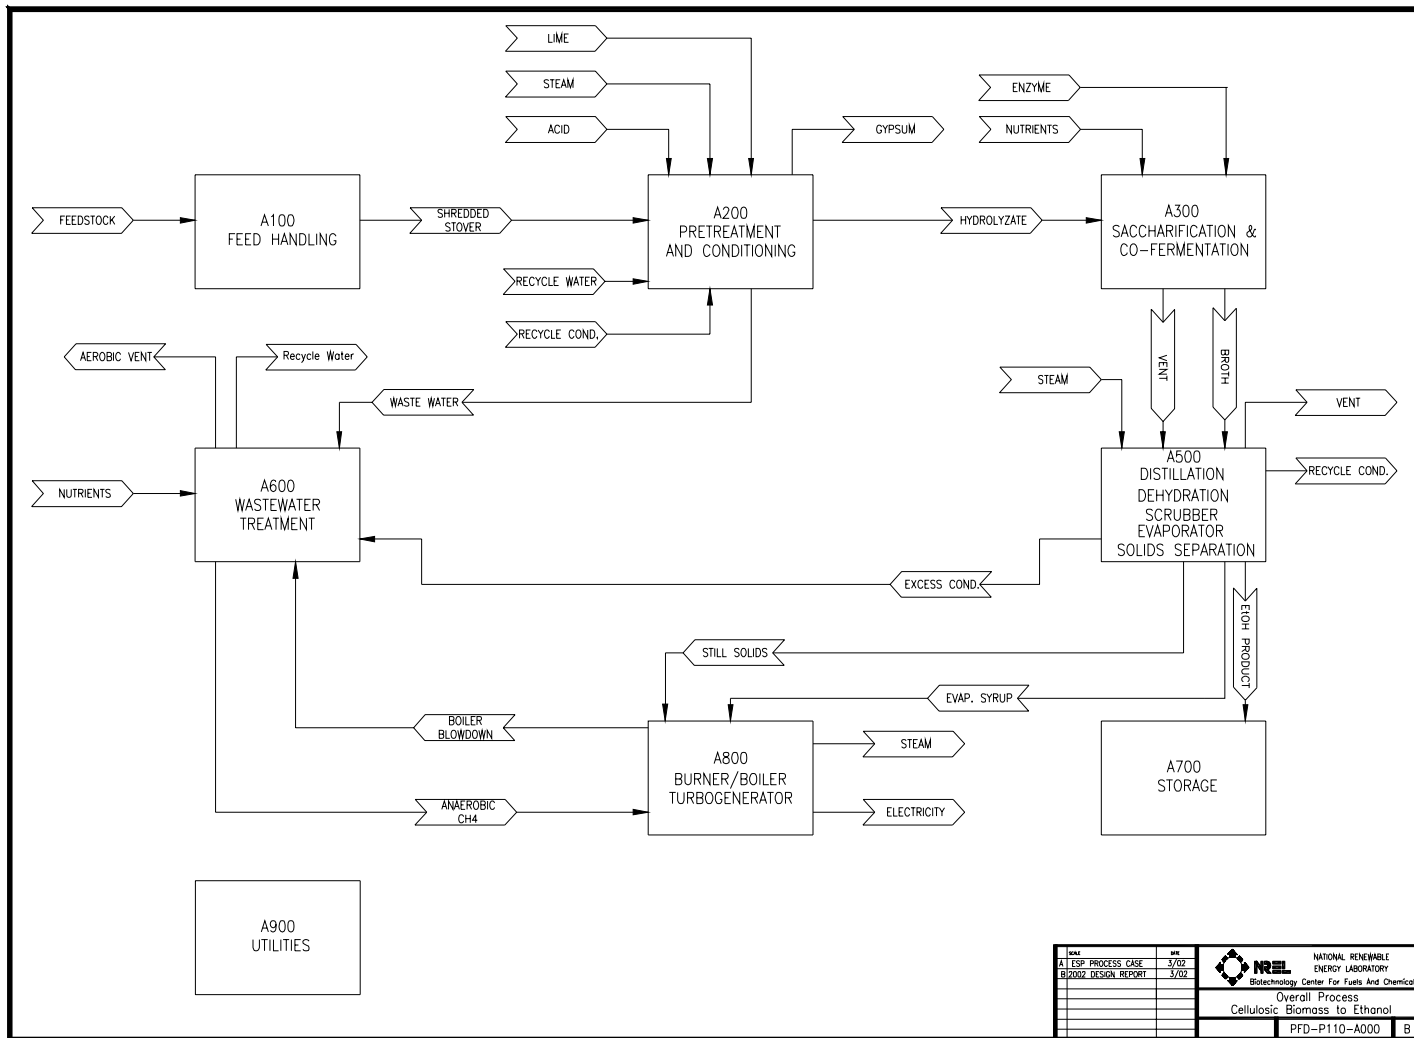 LIME
STEAM
ACID
GYPSUM
ENZYME
NUTRIENTS
FEEDSTOCK
A100
FEED HANDLING
SHREDDED
STOVER
A200
PRETREATMENT
AND CONDITIONING
HYDROLYZATE
A300
SACCHARIFICATION &
CO-FERMENTATION
RECYCLE WATER
RECYCLE COND.
AEROBIC VENT
Recycle Water
VENT
BROTH
STEAM
WASTE WATER
VENT
NUTRIENTS
A600
WASTEWATER
TREATMENT
A500
DISTILLATION
DEHYDRATION
SCRUBBER
EVAPORATOR
SOLIDS SEPARATION
RECYCLE COND.
EXCESS COND.
EtOH PRODUCT
STILL SOLIDS
EVAP. SYRUP
BOILER
BLOWDOWN
A800
BURNER/BOILER
TURBOGENERATOR
STEAM
ELECTRICITY
ANAEROBIC
CH4
A700
STORAGE
A900
UTILITIES
SCALE DATE
A ESP PROCESS CASE 3/02
B 2002 DESIGN REPORT 3/02
NREL
NATIONAL RENEWABLE
ENERGY LABORATORY
Biotechnology Center For Fuels And Chemical
Overall Process
Cellulosic Biomass to Ethanol
PFD-P110-A000 B